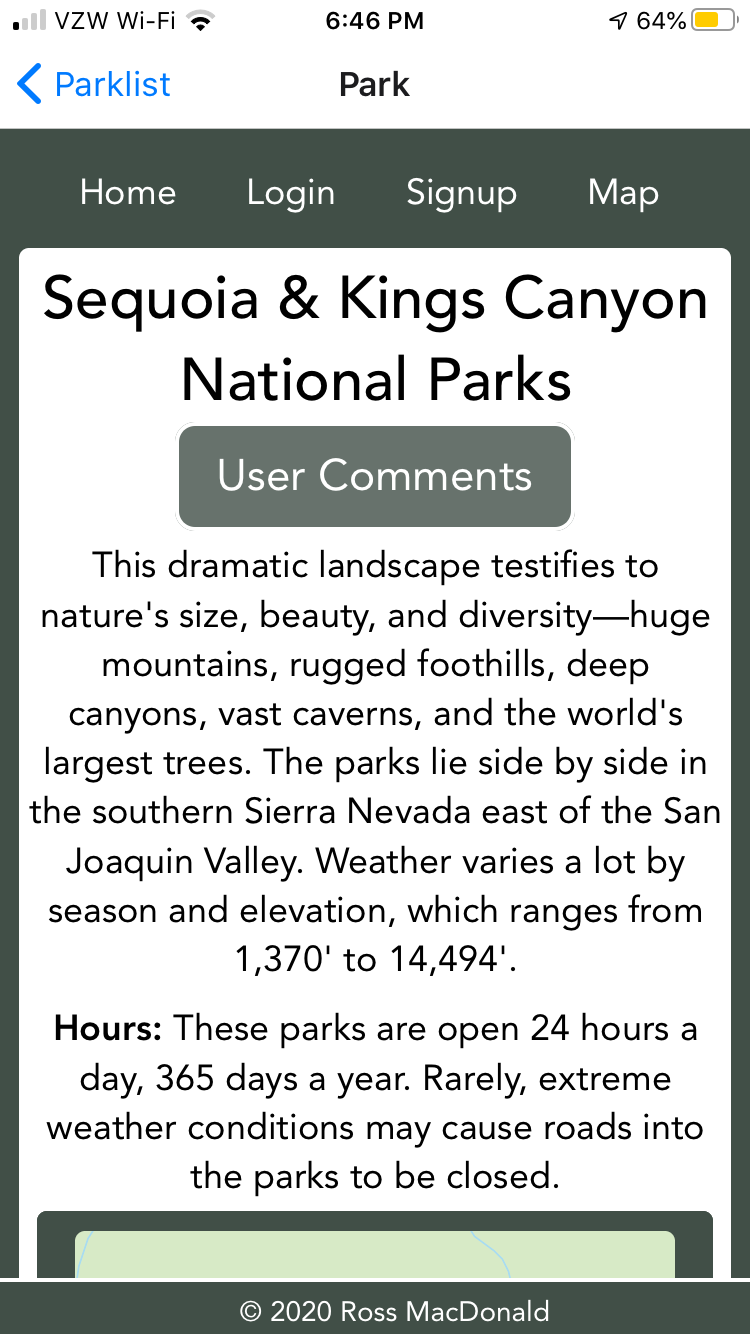 VZW Wi-Fi 6:46 PM 64%
Parklist Park
Home Login Signup Map
Sequoia & Kings Canyon
National Parks
User Comments
This dramatic landscape testifies to
nature's size, beauty, and diversity—huge
mountains, rugged foothills, deep
canyons, vast caverns, and the world's
largest trees. The parks lie side by side in
the southern Sierra Nevada east of the San
Joaquin Valley. Weather varies a lot by
season and elevation, which ranges from
1,370' to 14,494'.
Hours: These parks are open 24 hours a
day, 365 days a year. Rarely, extreme
weather conditions may cause roads into
the parks to be closed.
© 2020 Ross MacDonald